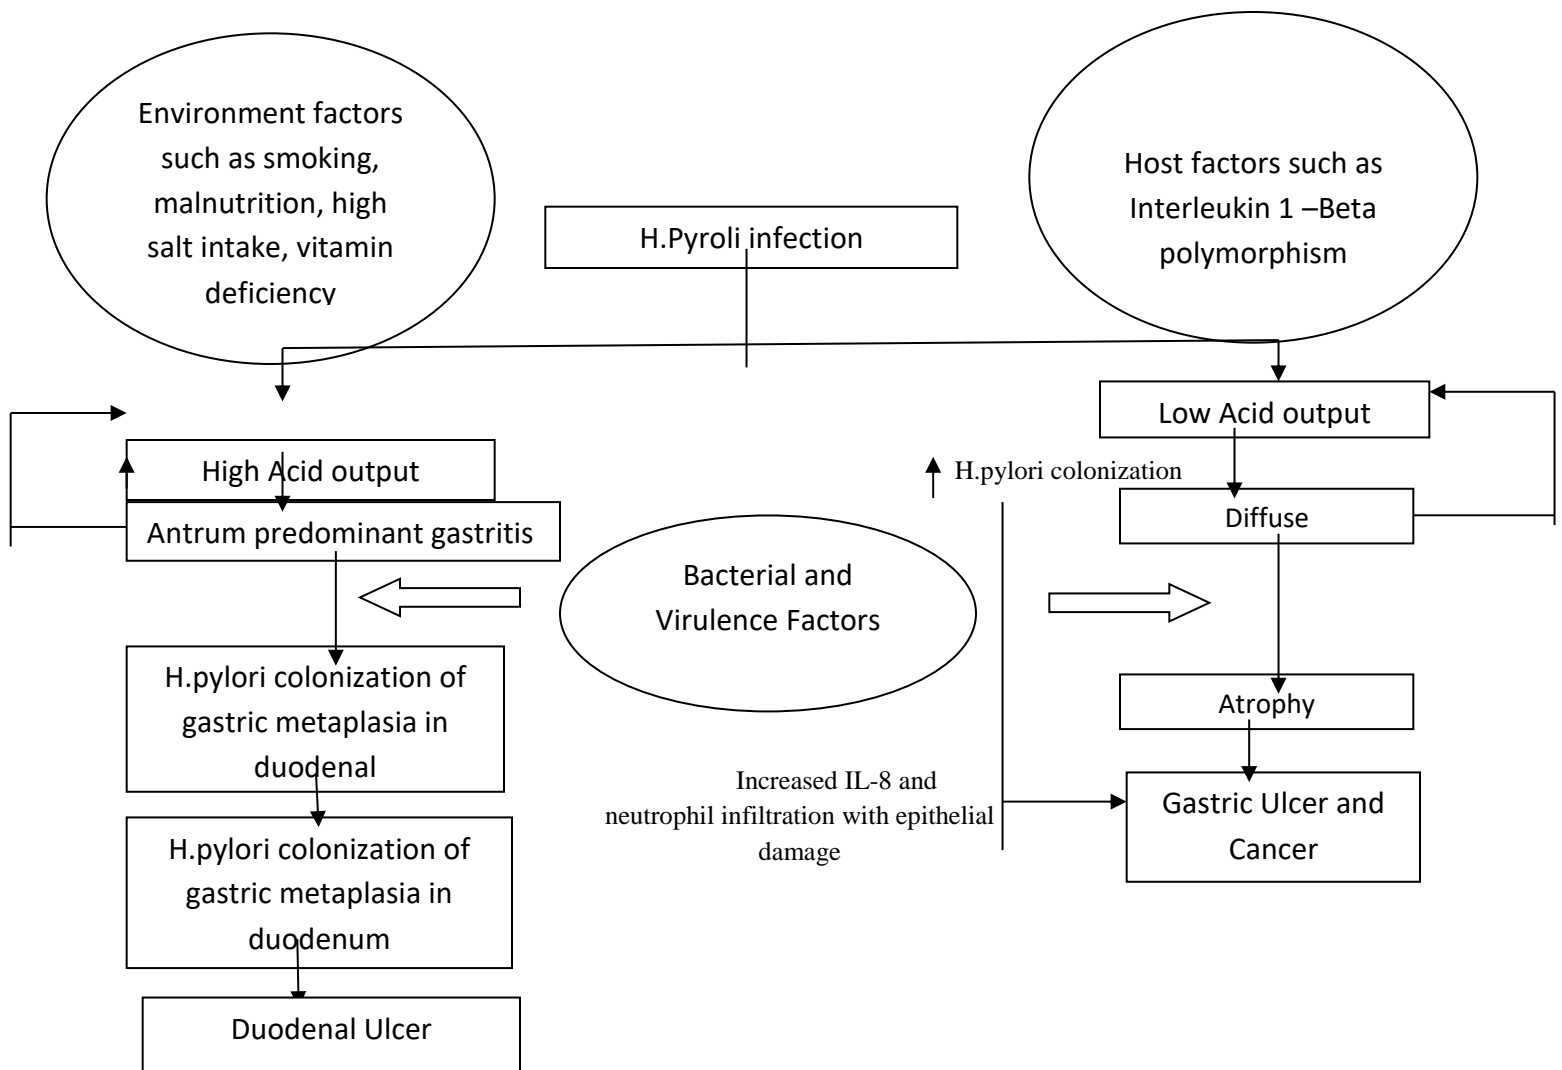 Environment factors
such as smoking,
malnutrition, high
salt intake, vitamin
deficiency
H.Pyroli infection
Host factors such as
Interleukin 1 –Beta
polymorphism
High Acid output
Antrum predominant gastritis
H.pylori colonization of
gastric metaplasia in
duodenal
H.pylori colonization of
gastric metaplasia in
duodenum
Duodenal Ulcer
Bacterial and
Virulence Factors
Increased IL-8 and
neutrophil infiltration with epithelial
damage
H.pylori colonization
Low Acid output
Diffuse
Atrophy
Gastric Ulcer and
Cancer